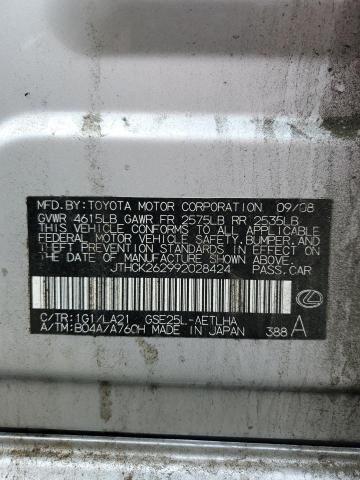 MFD.BY:TOYOTA MOTOR CORPORATION 09/08
GVWR 4615LB GAWR FR 2575LB RR 2535LB
THIS VEHICLE CONFORMS TO ALL APPLICABLE
FEDERAL MOTOR VEHICLE SAFETY,BUMPER,AND
THEFT PREVENTION STANDARDS IN EFFECT ON
THE DATE OF MANUFACTURE SHOWN ABOVE.
JTHCK262992028424 PASS.CAR
C/TR:1G1/LA21 GSE25L-AETLHA
A/TM:B04A/A760H MADE IN JAPAN 388 A